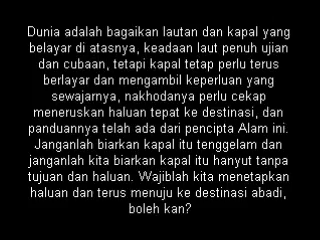 Dunia adalah bagaikan lautan dan kapal yang
belayar di atasnya, keadaan laut penuh ujian
dan cubaan, tetapi kapal tetap perlu terus
berlayar dan mengambil keperluan yang
sewajarnya, nakhodanya perlu cekap
meneruskan haluan tepat ke destinasi, dan
panduannya telah ada dari pencipta Alam ini.
Janganlah biarkan kapal itu tenggelam dan
janganlah kita biarkan kapal itu hanyut tanpa
tujuan dan haluan. Wajiblah kita menetapkan
haluan dan terus menuju ke destinasi abadi,
boleh kan?